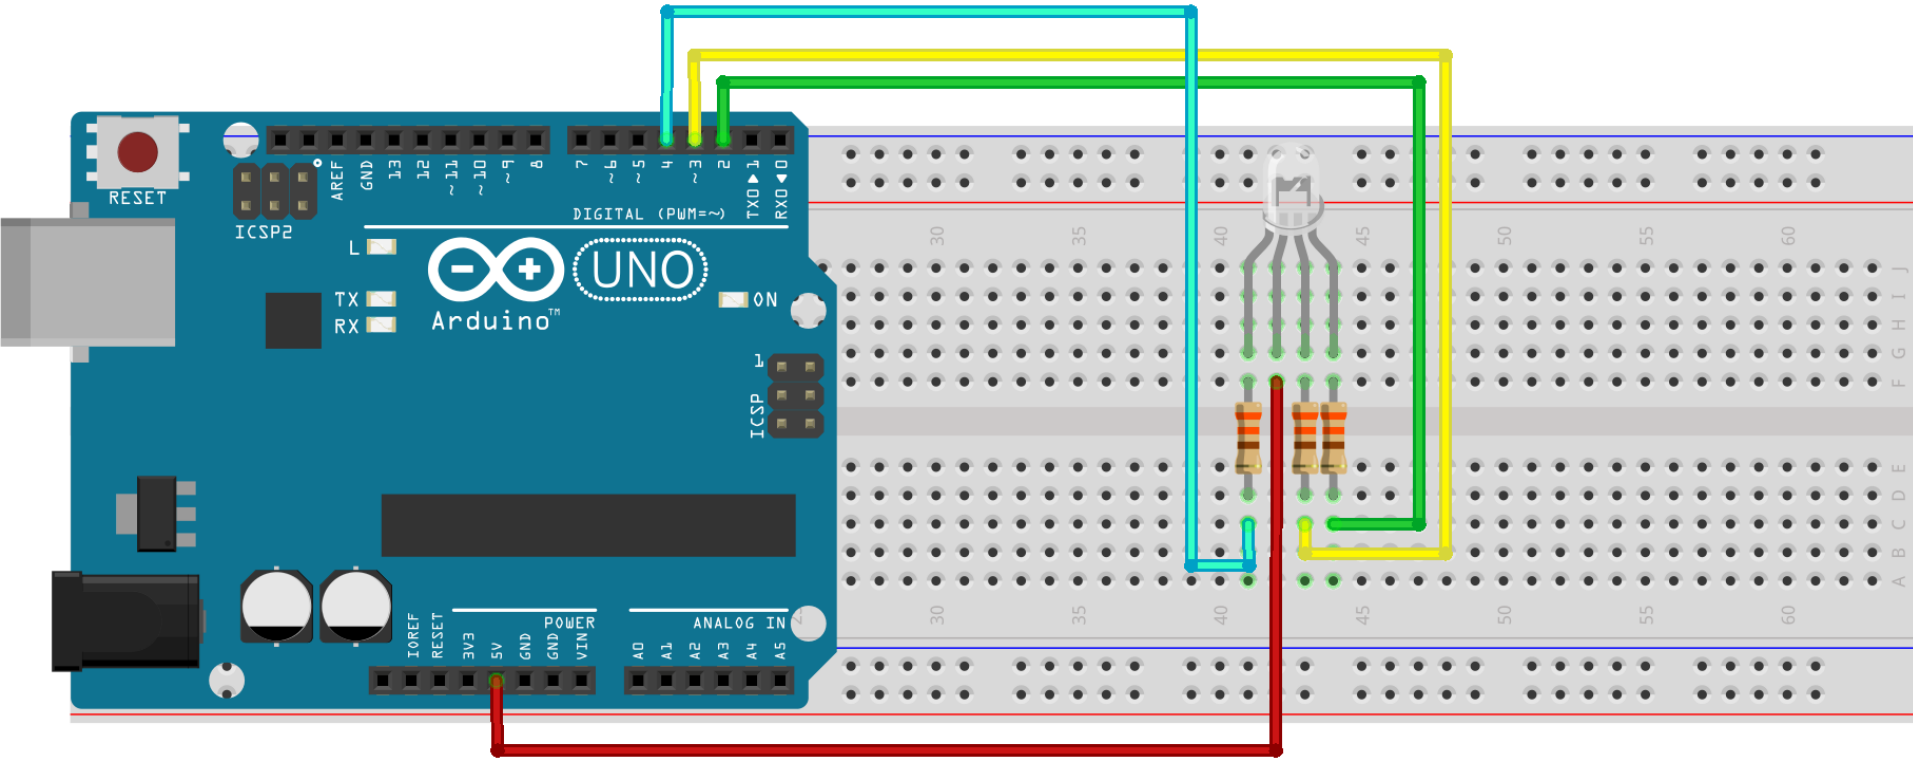 RESET
ICSP2
AREF
GND
13
12
~11
~10
~9
8
7
~6
~5
4
~3
2
TX0▶1
RX0◀0
DIGITAL (PWM=~)
L
TX
RX
Arduino™
UNO
ON
1
ICSP
IOREF
RESET
3V3
5V
GND
GND
VIN
POWER
A0
A1
A2
A3
A4
A5
ANALOG IN
30
35
40
45
50
55
60
J
I
H
G
F
E
D
C
B
A
30
35
40
45
50
55
60